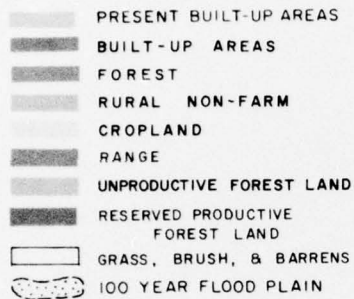 PRESENT BUILT-UP AREAS
BUILT-UP AREAS
FOREST
RURAL NON-FARM
CROPLAND
RANGE
UNPRODUCTIVE FOREST LAND
RESERVED PRODUCTIVE
FOREST LAND
GRASS, BRUSH, & BARRENS
100 YEAR FLOOD PLAIN